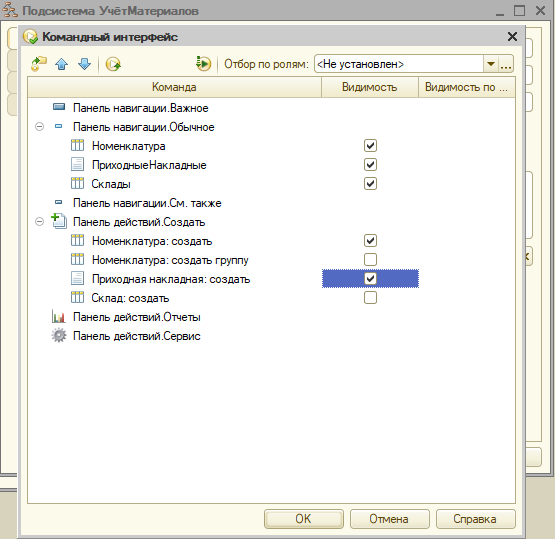 Подсистема УчётМатериалов
Командный интерфейс
Отбор по ролям: <Не установлен>
Команда Видимость Видимость по ...
Панель навигации.Важное
Панель навигации.Обычное
Номенклатура
ПриходныеНакладные
Склады
Панель навигации.См. также
Панель действий.Создать
Номенклатура: создать
Номенклатура: создать группу
Приходная накладная: создать
Склад: создать
Панель действий.Отчеты
Панель действий.Сервис
OK Отмена Справка